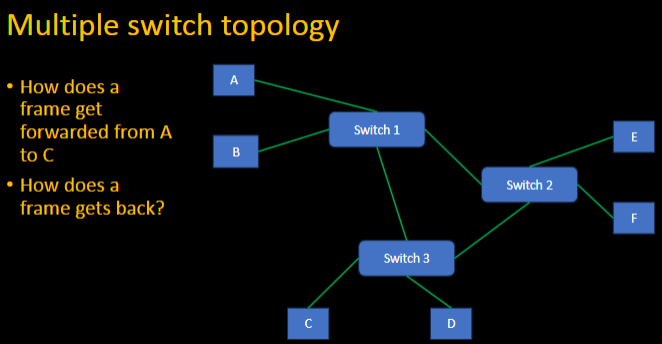 Multiple switch topology
• How does a
frame get
forwarded from A
to C
• How does a
frame gets back?
A
Switch 1
B
E
Switch 2
F
Switch 3
C
D